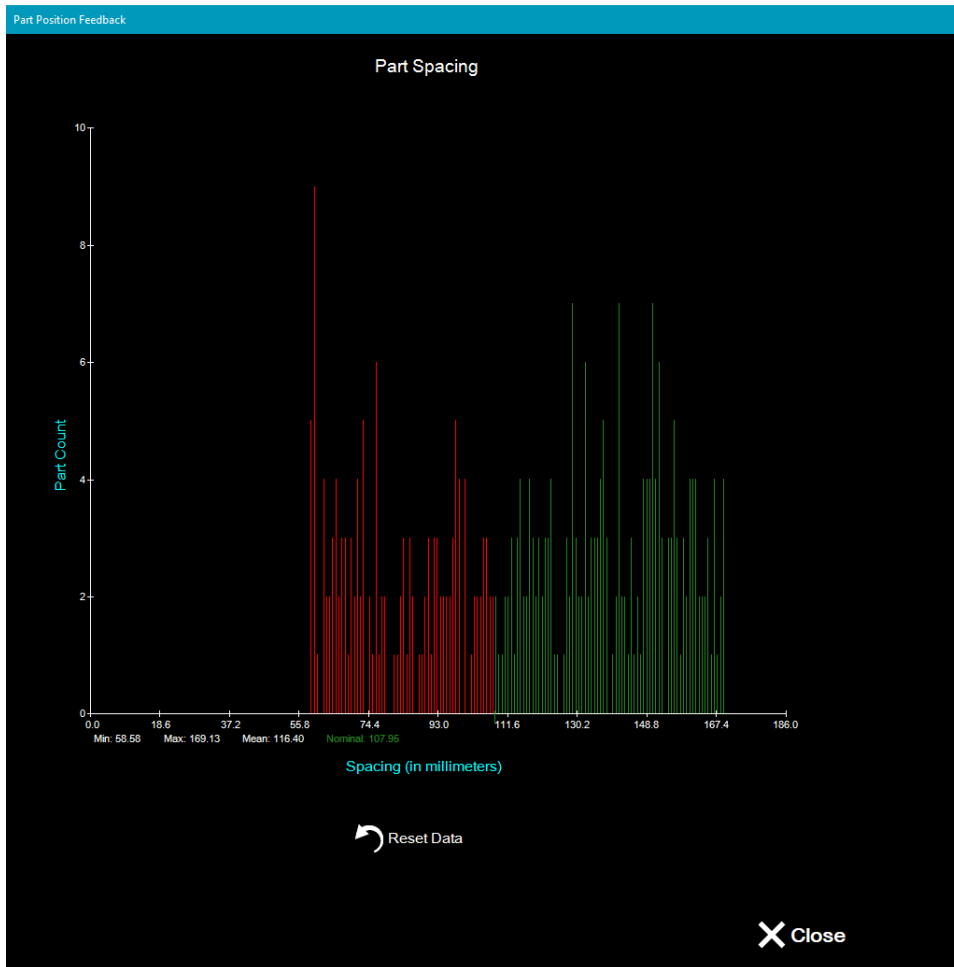 Part Position Feedback
Part Spacing
10
8
6
4
2
0
Part Count
0.0 18.6 37.2 55.8 74.4 93.0 111.6 130.2 148.8 167.4 186.0
Min: 58.58 Max: 169.13 Mean: 116.40 Nominal: 107.95
Spacing (in millimeters)
Reset Data
Close